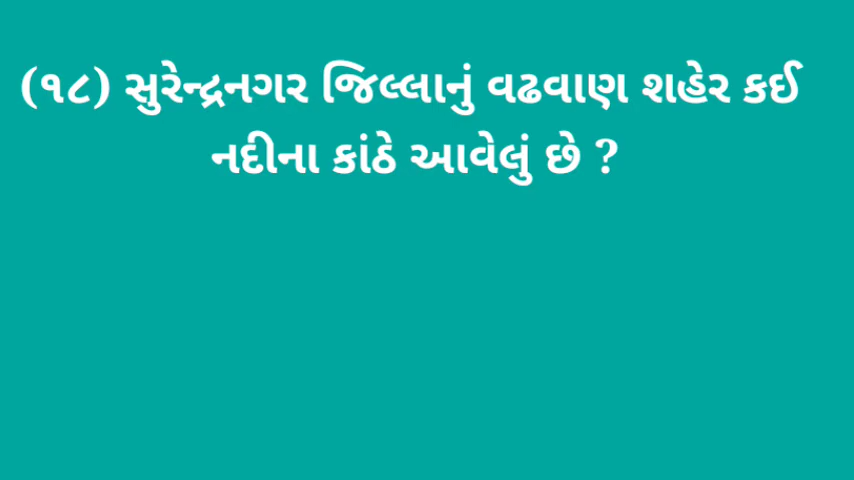 (૧૮) સુરેન્દ્રનગર જિલ્લાનું વઢવાણ શહેર કઈ
નદીના કાંઠે આવેલું છે ?